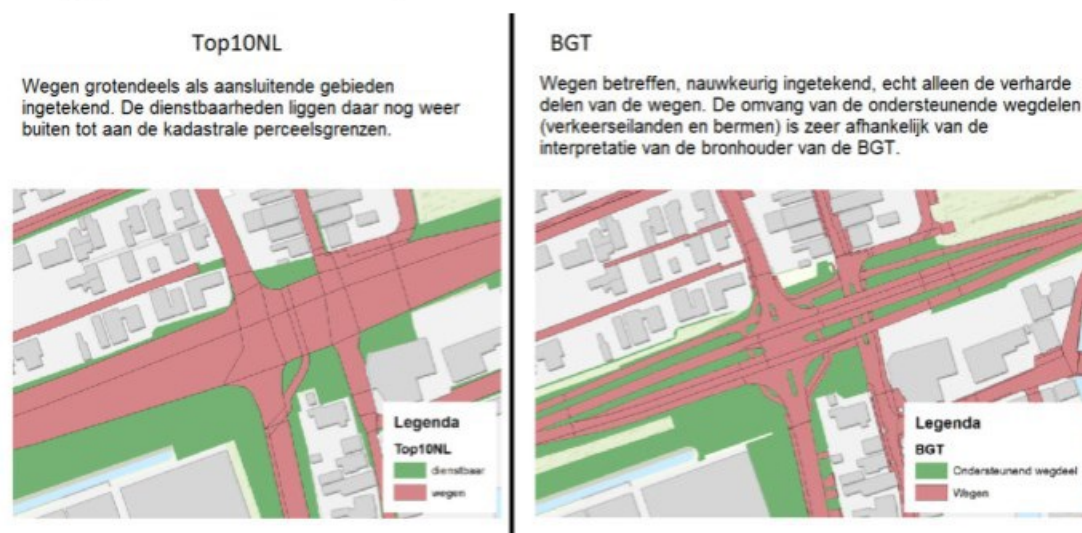 Top10NL
Wegen grotendeels als aansluitende gebieden
ingetekend. De dienstbaarheden liggen daar nog weer
buiten tot aan de kadastrale perceelsgrenzen.
Legenda
Top10NL
dienstbaar
wegen
BGT
Wegen betreffen, nauwkeurig ingetekend, echt alleen de verharde
delen van de wegen. De omvang van de ondersteunende wegdelen
(verkeerseilanden en bermen) is zeer afhankelijk van de
interpretatie van de bronhouder van de BGT.
Legenda
BGT
Ondersteunend wegdeel
Wegen